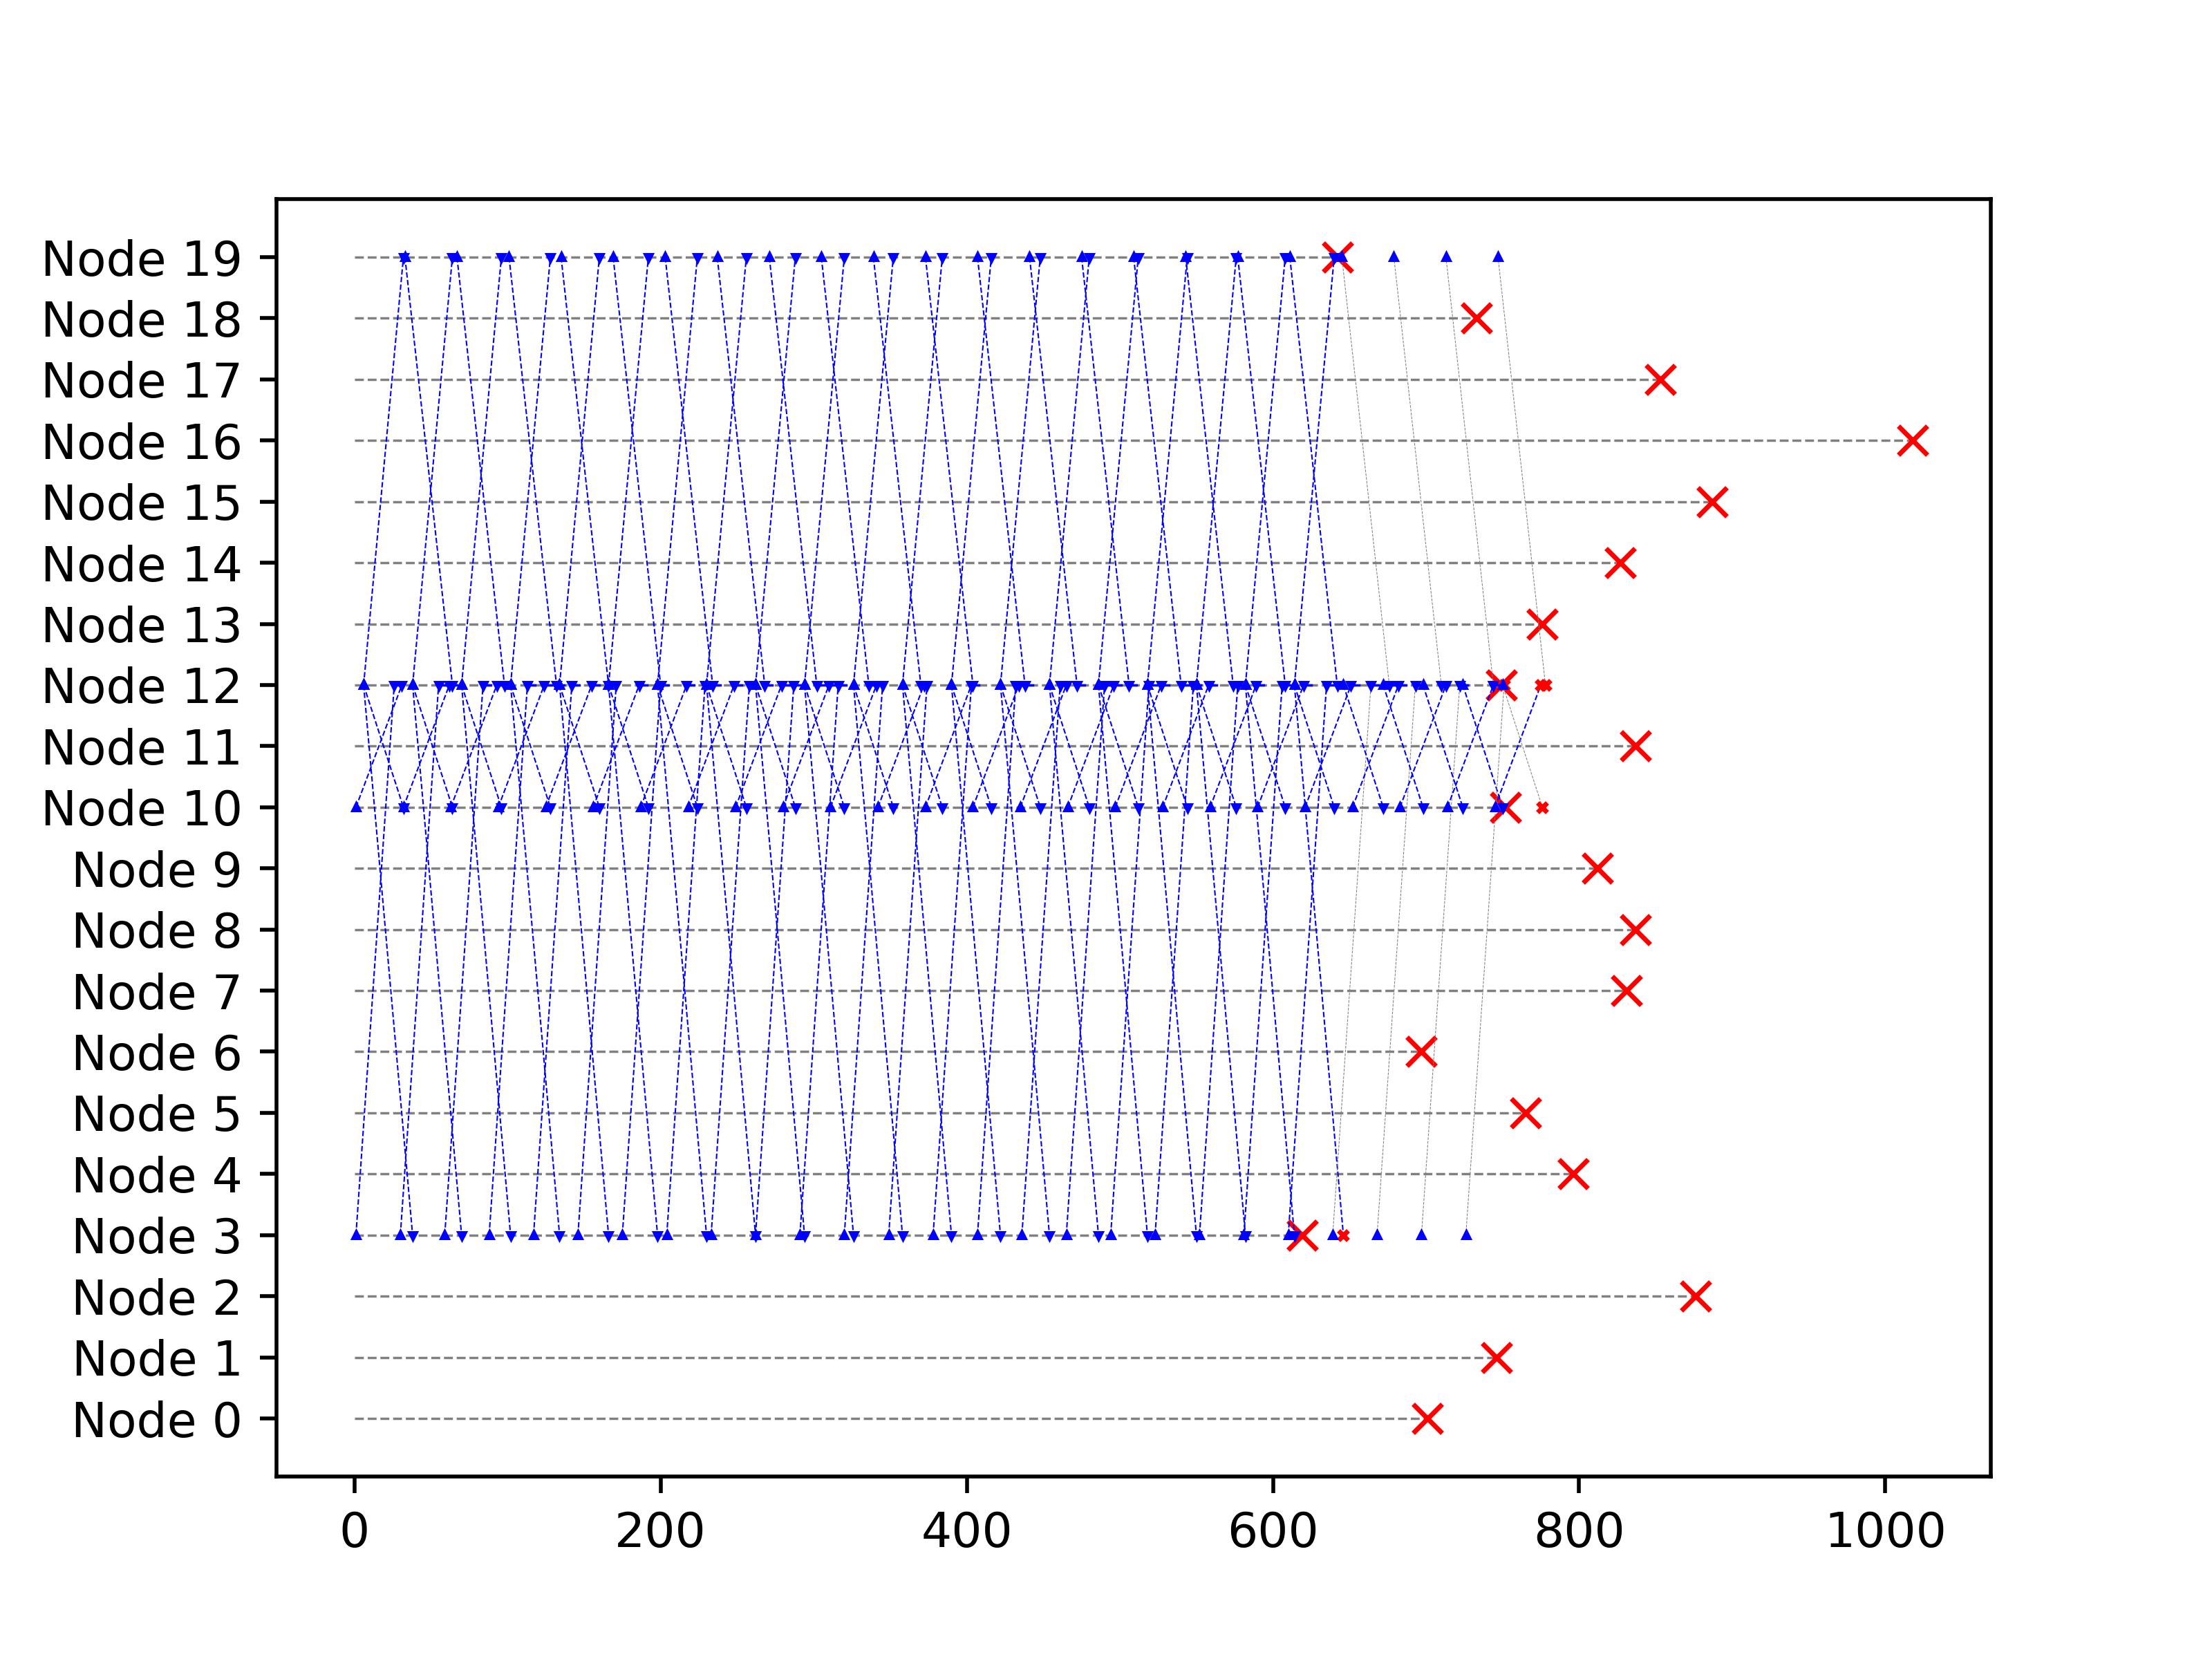 Node 19
Node 18
Node 17
Node 16
Node 15
Node 14
Node 13
Node 12
Node 11
Node 10
Node 9
Node 8
Node 7
Node 6
Node 5
Node 4
Node 3
Node 2
Node 1
Node 0
0 200 400 600 800 1000